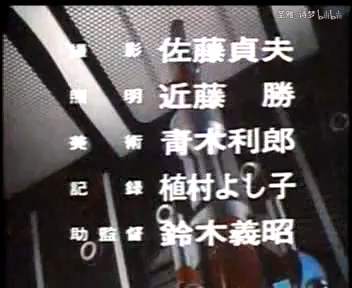 撮影 佐藤貞夫
照明 近藤 勝
美術 青木利郎
記録 植村よし子
助監督 鈴木義昭
bilibili